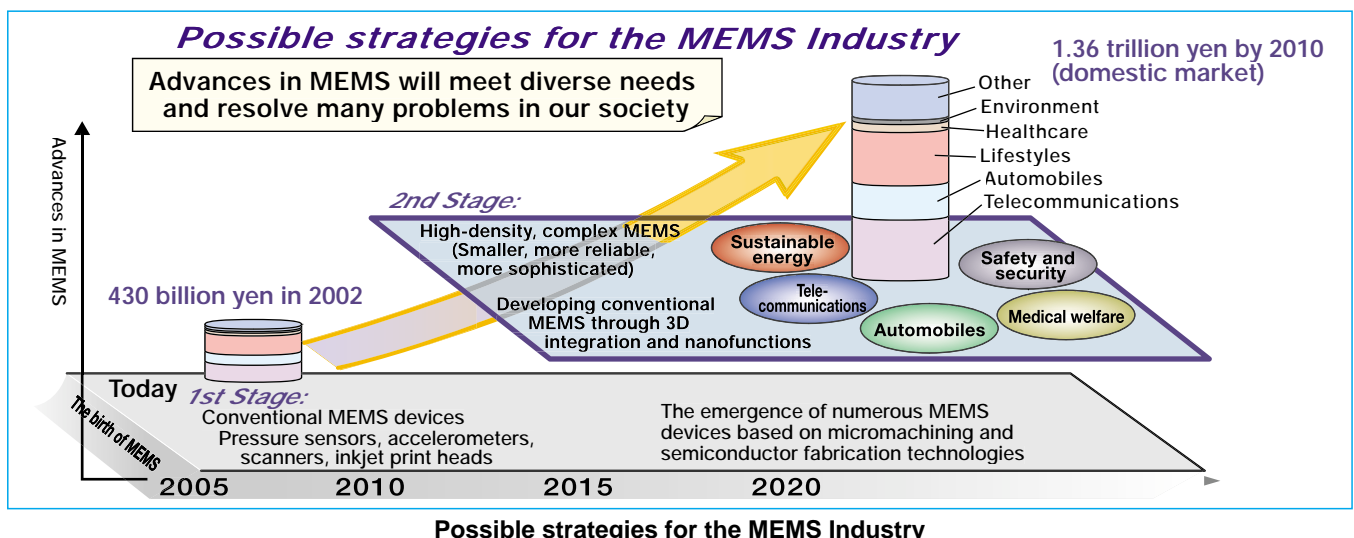 Possible strategies for the MEMS Industry
Advances in MEMS will meet diverse needs
and resolve many problems in our society
1.36 trillion yen by 2010
(domestic market)
Other
Environment
Healthcare
Lifestyles
Automobiles
Telecommunications
Advances in MEMS
2nd Stage:
High-density, complex MEMS
(Smaller, more reliable,
more sophisticated)
Developing conventional
MEMS through 3D
integration and nanofunctions
Sustainable
energy
Tele-
communications
Automobiles
Safety and
security
Medical welfare
430 billion yen in 2002
Today
The birth of MEMS
1st Stage:
Conventional MEMS devices
Pressure sensors, accelerometers,
scanners, inkjet print heads
The emergence of numerous MEMS
devices based on micromachining and
semiconductor fabrication technologies
2005
2010
2015
2020
Possible strategies for the MEMS Industry